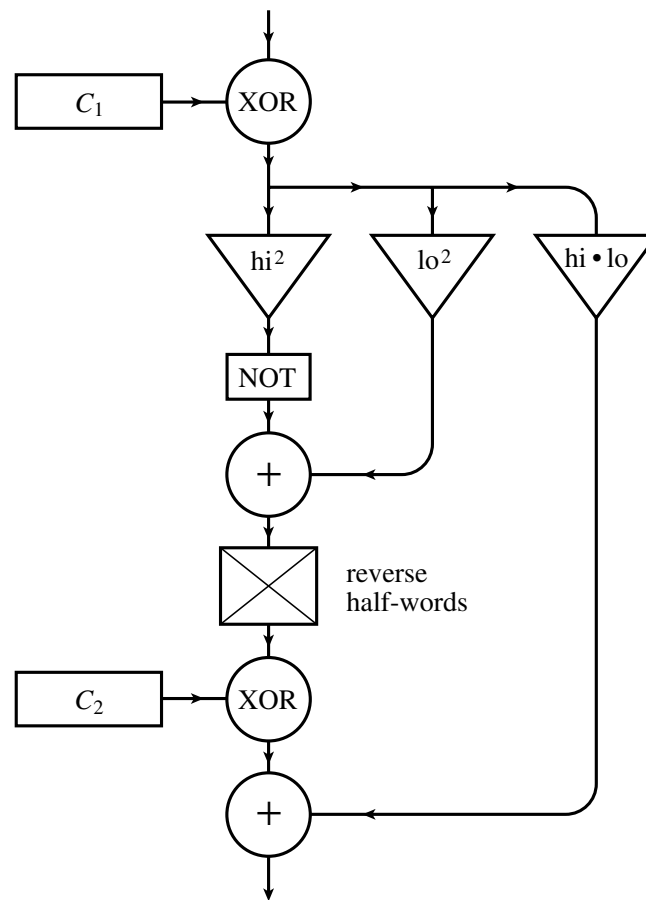 C₁
XOR
hi²
lo²
hi • lo
NOT
+
reverse
half-words
C₂
XOR
+